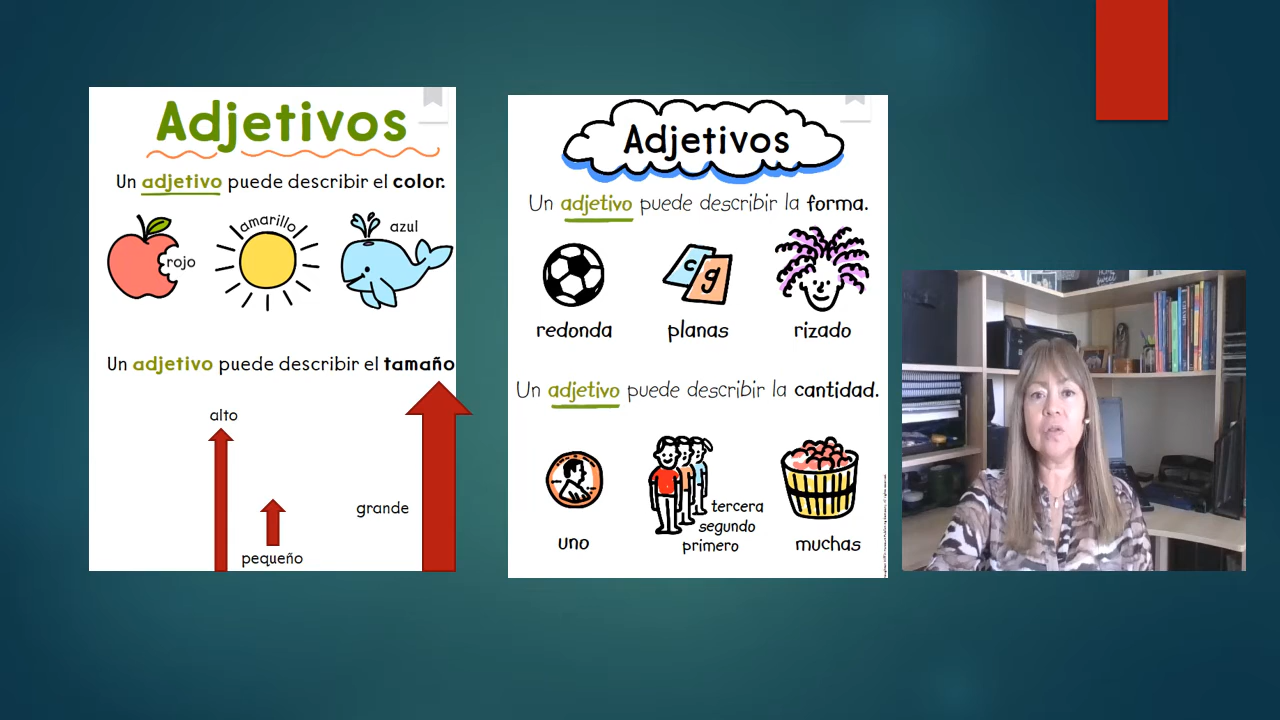 Adjetivos
Un adjetivo puede describir el color.
rojo
amarillo
azul
Un adjetivo puede describir el tamaño
alto
pequeño
grande
Adjetivos
Un adjetivo puede describir la forma.
c g
redonda
planas
rizado
Un adjetivo puede describir la cantidad.
tercera
segundo
primero
uno
muchas